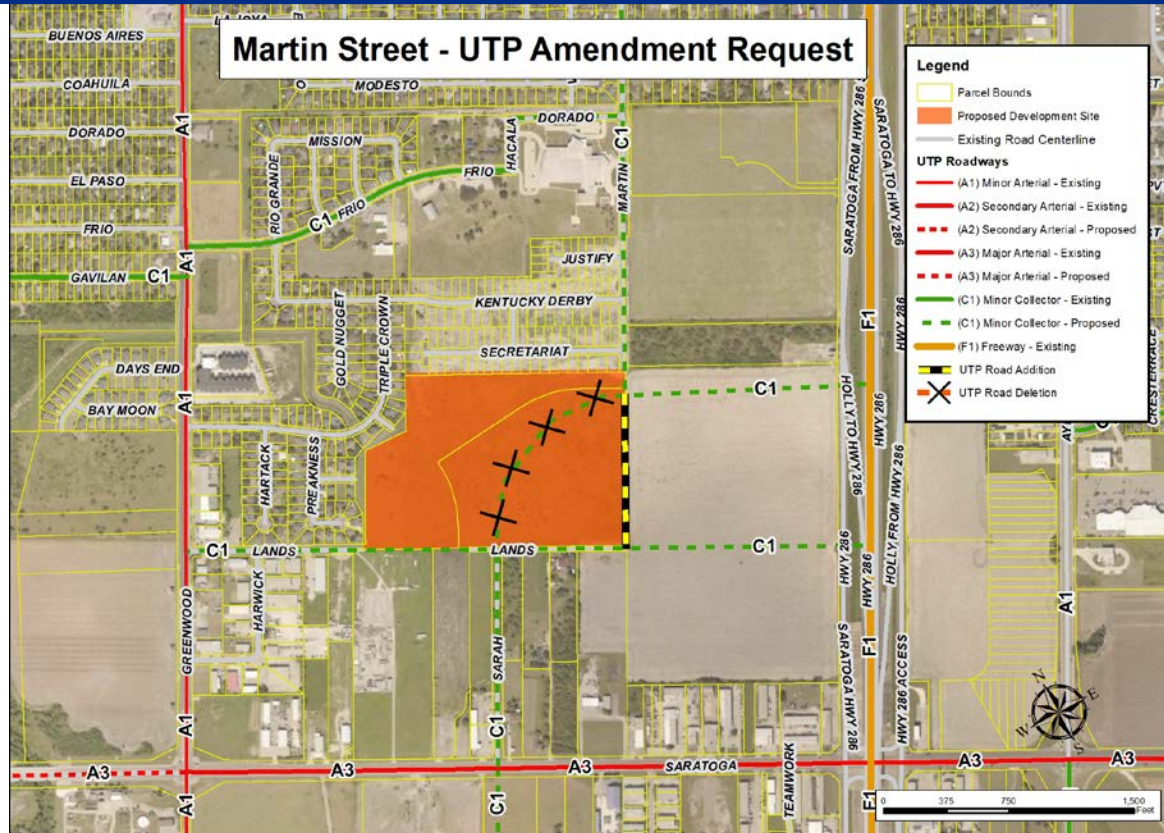 Martin Street - UTP Amendment Request
Legend
Parcel Bounds
Proposed Development Site
Existing Road Centerline
UTP Roadways
(A1) Minor Arterial - Existing
(A2) Secondary Arterial - Existing
(A2) Secondary Arterial - Proposed
(A3) Major Arterial - Existing
(A3) Major Arterial - Proposed
(C1) Minor Collector - Existing
(C1) Minor Collector - Proposed
(F1) Freeway - Existing
UTP Road Addition
UTP Road Deletion
BUENOS AIRES
COAHUILA
MODESTO
DORADO
A1
DORADO
C1
MISSION
HACALA
EL PASO
RIO GRANDE
FRIO
MARTIN
FRIO
C1
FRIO
A1
JUSTIFY
GAVILAN
C1
KENTUCKY DERBY
SARATOGA FROM HWY 286
SARATOGA TO HWY 286
F1
HWY 286
GOLD NUGGET
TRIPLE CROWN
SECRETARIAT
DAYS END
BAY MOON
A1
C1
HOLLY TO HWY 286
HWY 286
CRESTERRACE
HARTACK
PREAKNESS
C1
LANDS
LANDS
C1
HWY 286
HWY 286
HOLLY FROM HWY 286
A1
GREENWOOD
HARWICK
SARAH
F1
SARATOGA HWY 286
HWY 286 ACCESS
N
E
W
S
A1
C1
A3
A3
A3
SARATOGA
A3
A3
A1
C1
TEAMWORK
F1
0
375
750
1,500
Feet